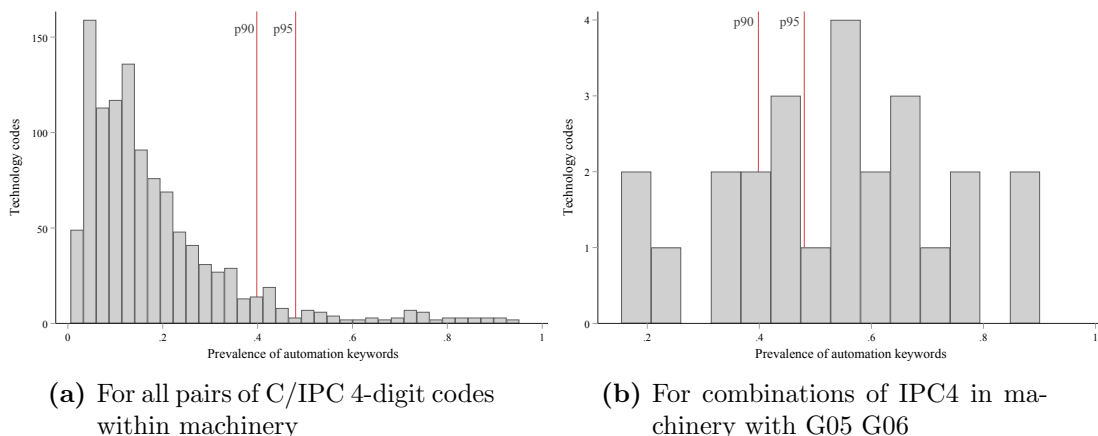 p90
p95
150
100
50
0
Technology codes
0
.2
.4
.6
.8
1
Prevalence of automation keywords
(a) For all pairs of C/IPC 4-digit codes
within machinery
p90
p95
4
3
2
1
0
Technology codes
.2
.4
.6
.8
1
Prevalence of automation keywords
(b) For combinations of IPC4 in ma-
chinery with G05 G06